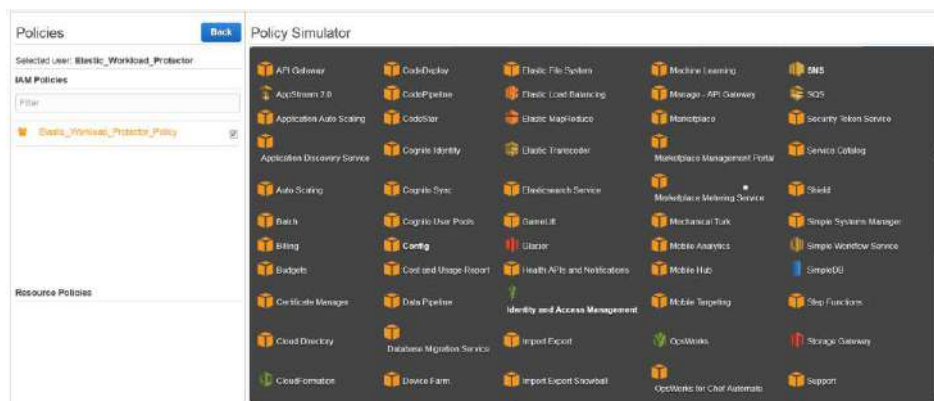 Policies
Back
Selected user: Elastic_Workload_Protector
IAM Policies
Filter
Elastic_Workload_Protector_Policy
Resource Policies
Policy Simulator
API Gateway CodeDeploy Elastic File System Machine Learning SNS
AppStream 2.0 CodePipeline Elastic Load Balancing Manage - API Gateway SQS
Application Auto Scaling CodeStar Elastic MapReduce Marketplace Security Token Service
Application Discovery Service Cognito Identity Elastic Transcoder Marketplace Management Portal Service Catalog
Auto Scaling Cognito Sync Elasticsearch Service Marketplace Metering Service Shield
Batch Cognito User Pools GameLift Mechanical Turk Simple Systems Manager
Billing Config Glacier Mobile Analytics Simple Workflow Service
Budgets Cost and Usage Report Health APIs and Notifications Mobile Hub SimpleDB
Certificate Manager Data Pipeline Identity and Access Management Mobile Targeting Step Functions
Cloud Directory Database Migration Service Import Export OpsWorks Storage Gateway
CloudFormation Device Farm Import Export Snowball OpsWorks for Chef Automate Support